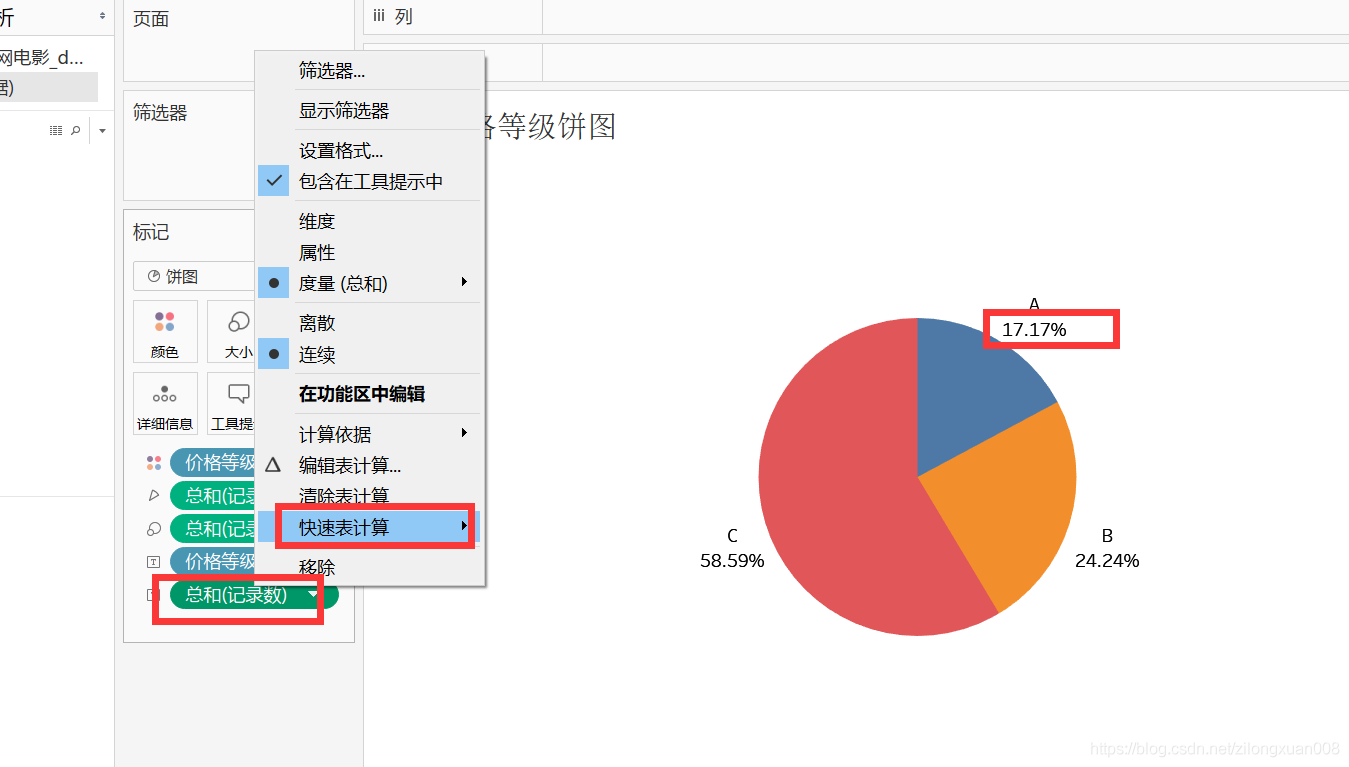 析
网电影_d...
据)
页面
iii 列
筛选器
格等级饼图
标记
饼图
颜色
大小
详细信息
工具提
价格等级
总和(记录
总和(记录
价格等级
总和(记录数)
筛选器...
显示筛选器
设置格式...
包含在工具提示中
维度
属性
度量 (总和)
离散
连续
在功能区中编辑
计算依据
编辑表计算...
清除表计算
快速表计算
移除
A
17.17%
B
24.24%
C
58.59%
https://blog.csdn.net/zilongxuan008